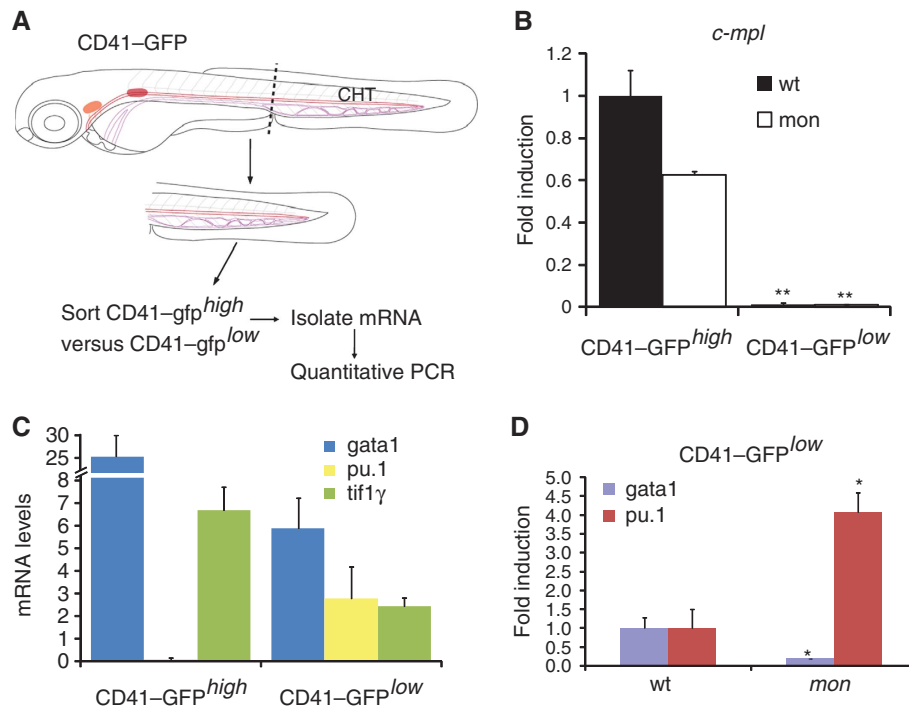 A
CD41–GFP
CHT
Sort CD41–gfp^high
versus CD41–gfp^low
Isolate mRNA
Quantitative PCR
B
c-mpl
wt
mon
Fold induction
1.2
1
0.8
0.6
0.4
0.2
0
** **
CD41–GFP^high CD41–GFP^low
C
gata1
pu.1
tif1γ
mRNA levels
30
25
8
7
6
5
4
3
2
1
0
CD41–GFP^high CD41–GFP^low
D
CD41–GFP^low
gata1
pu.1
Fold induction
5.0
4.5
4.0
3.5
3.0
2.5
2.0
1.5
1.0
0.5
0.0
*
*
wt mon